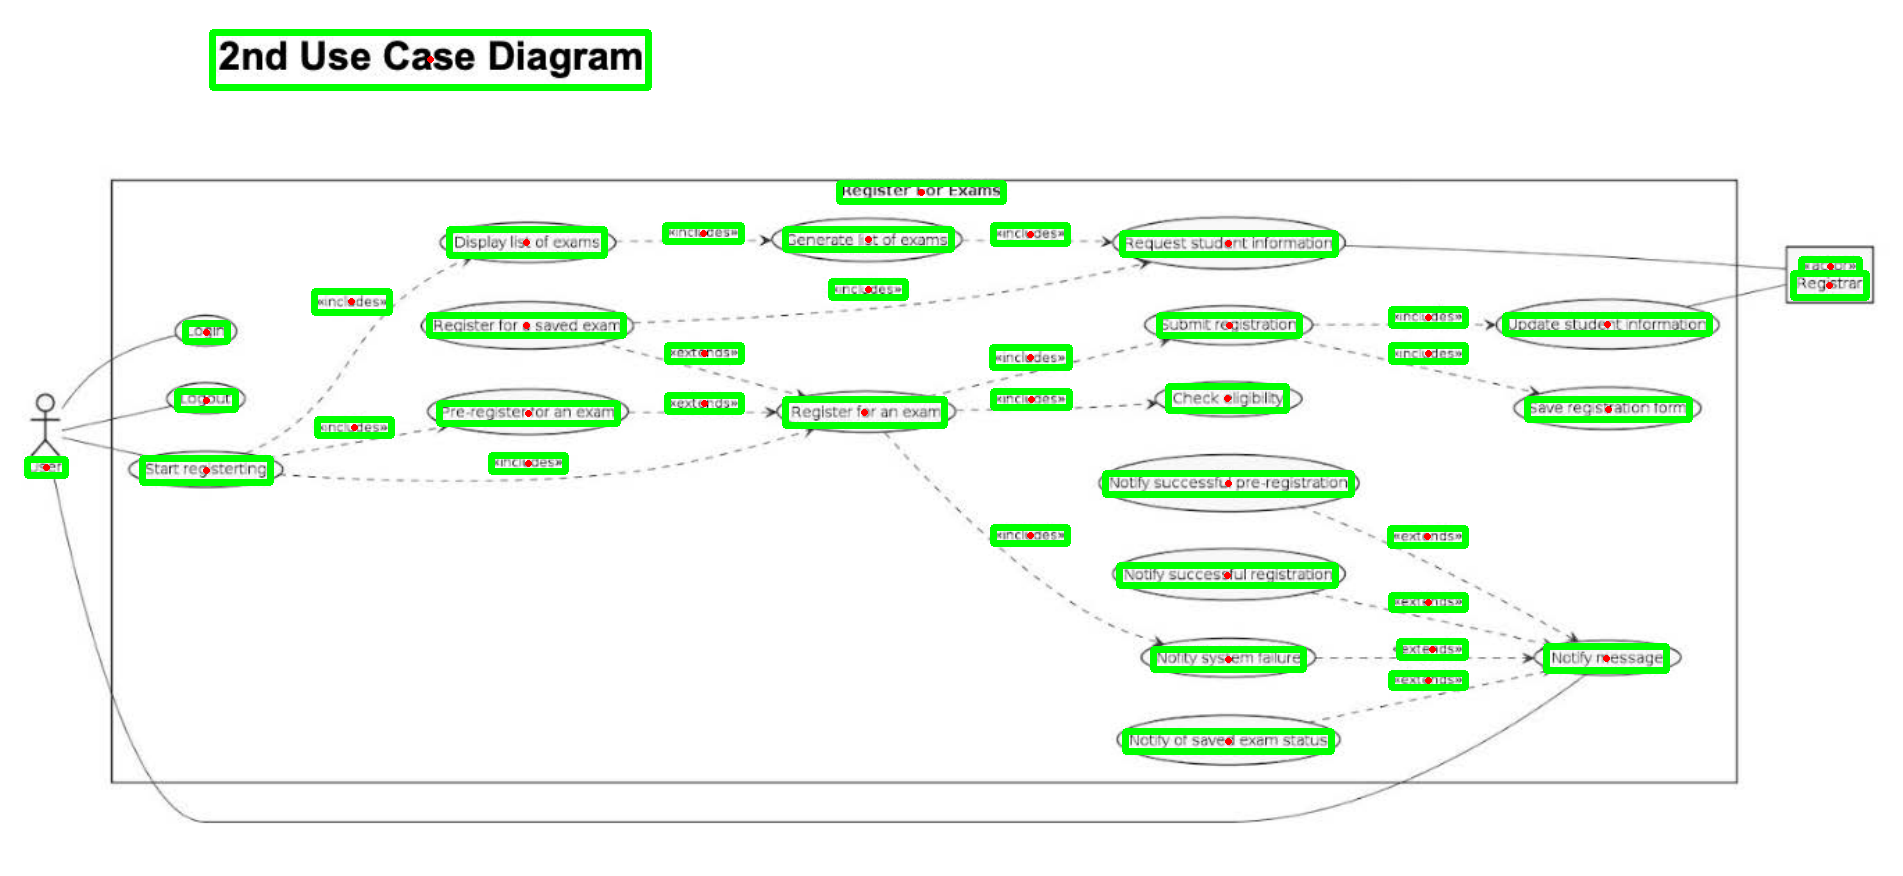 2nd Use Case Diagram
Register For Exams
Display list of exams
«includes»
Generate list of exams
«includes»
Request student information
«actor»
Registrar
«includes»
«includes»
Login
Register for a saved exam
Submit registration
«includes»
Update student information
«extends»
«includes»
«includes»
Logout
Pre-register for an exam
«extends»
Register for an exam
«includes»
Check eligibility
Save registration form
«includes»
User
Start registerting
«includes»
Notify successful pre-registration
«includes»
«extends»
Notify successful registration
«extends»
Nofity system failure
«extends»
Notify message
«extends»
Notify of saved exam status